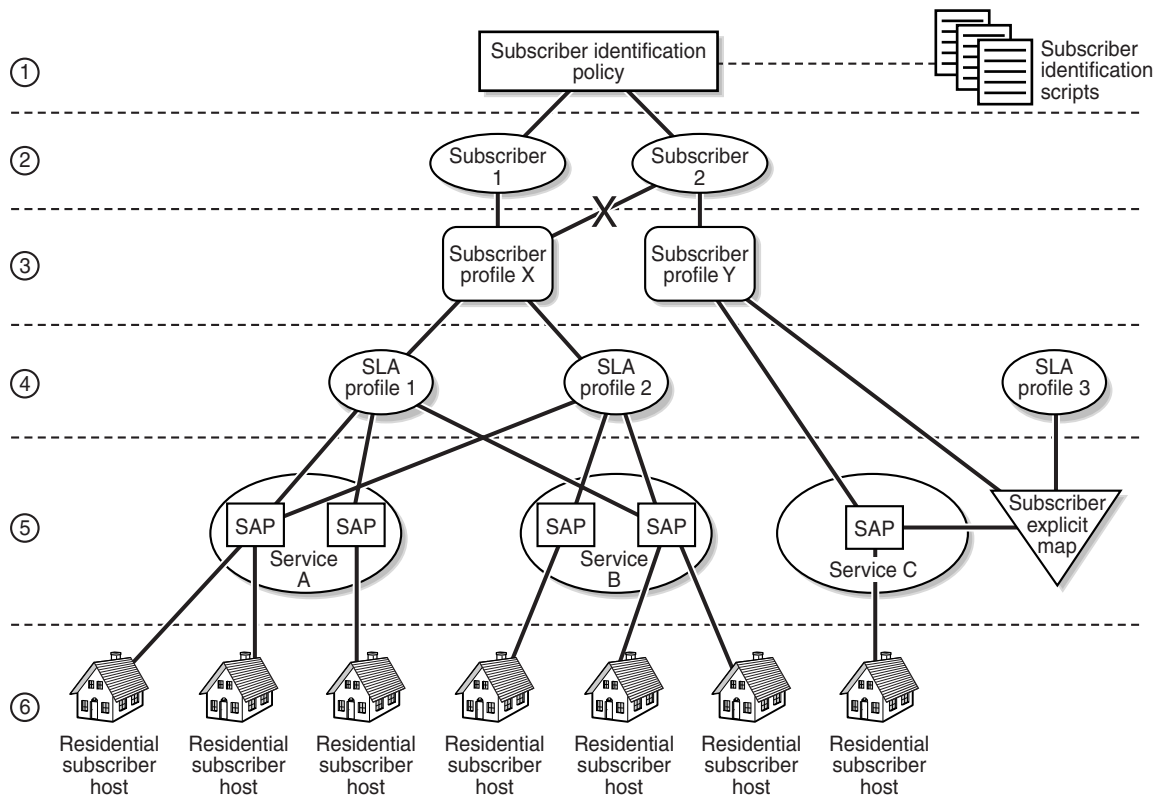 1
Subscriber identification
policy
Subscriber
identification
scripts
2
Subscriber
1
Subscriber
2
X
3
Subscriber
profile X
Subscriber
profile Y
4
SLA
profile 1
SLA
profile 2
SLA
profile 3
5
SAP
SAP
Service
A
SAP
SAP
Service
B
SAP
Service C
Subscriber
explicit
map
6
Residential
subscriber
host
Residential
subscriber
host
Residential
subscriber
host
Residential
subscriber
host
Residential
subscriber
host
Residential
subscriber
host
Residential
subscriber
host